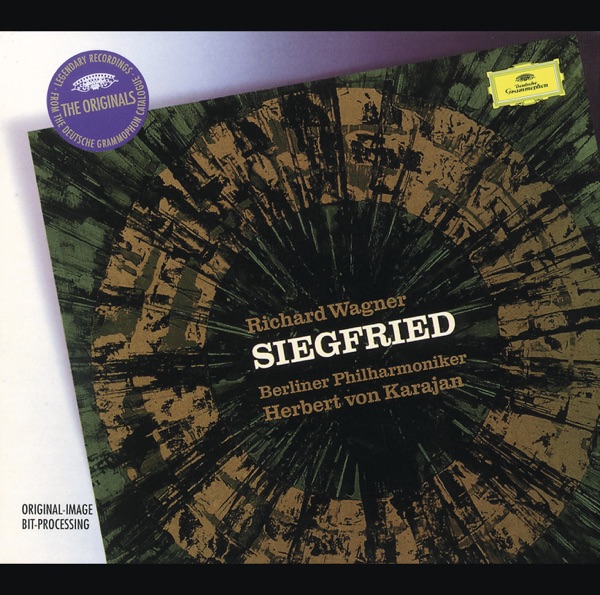 LEGENDARY RECORDINGS · FROM THE DEUTSCHE GRAMMOPHON CATALOGUE ·
THE ORIGINALS
Deutsche
Grammophon
Richard Wagner
SIEGFRIED
Berliner Philharmoniker
Herbert von Karajan
ORIGINAL-IMAGE
BIT-PROCESSING